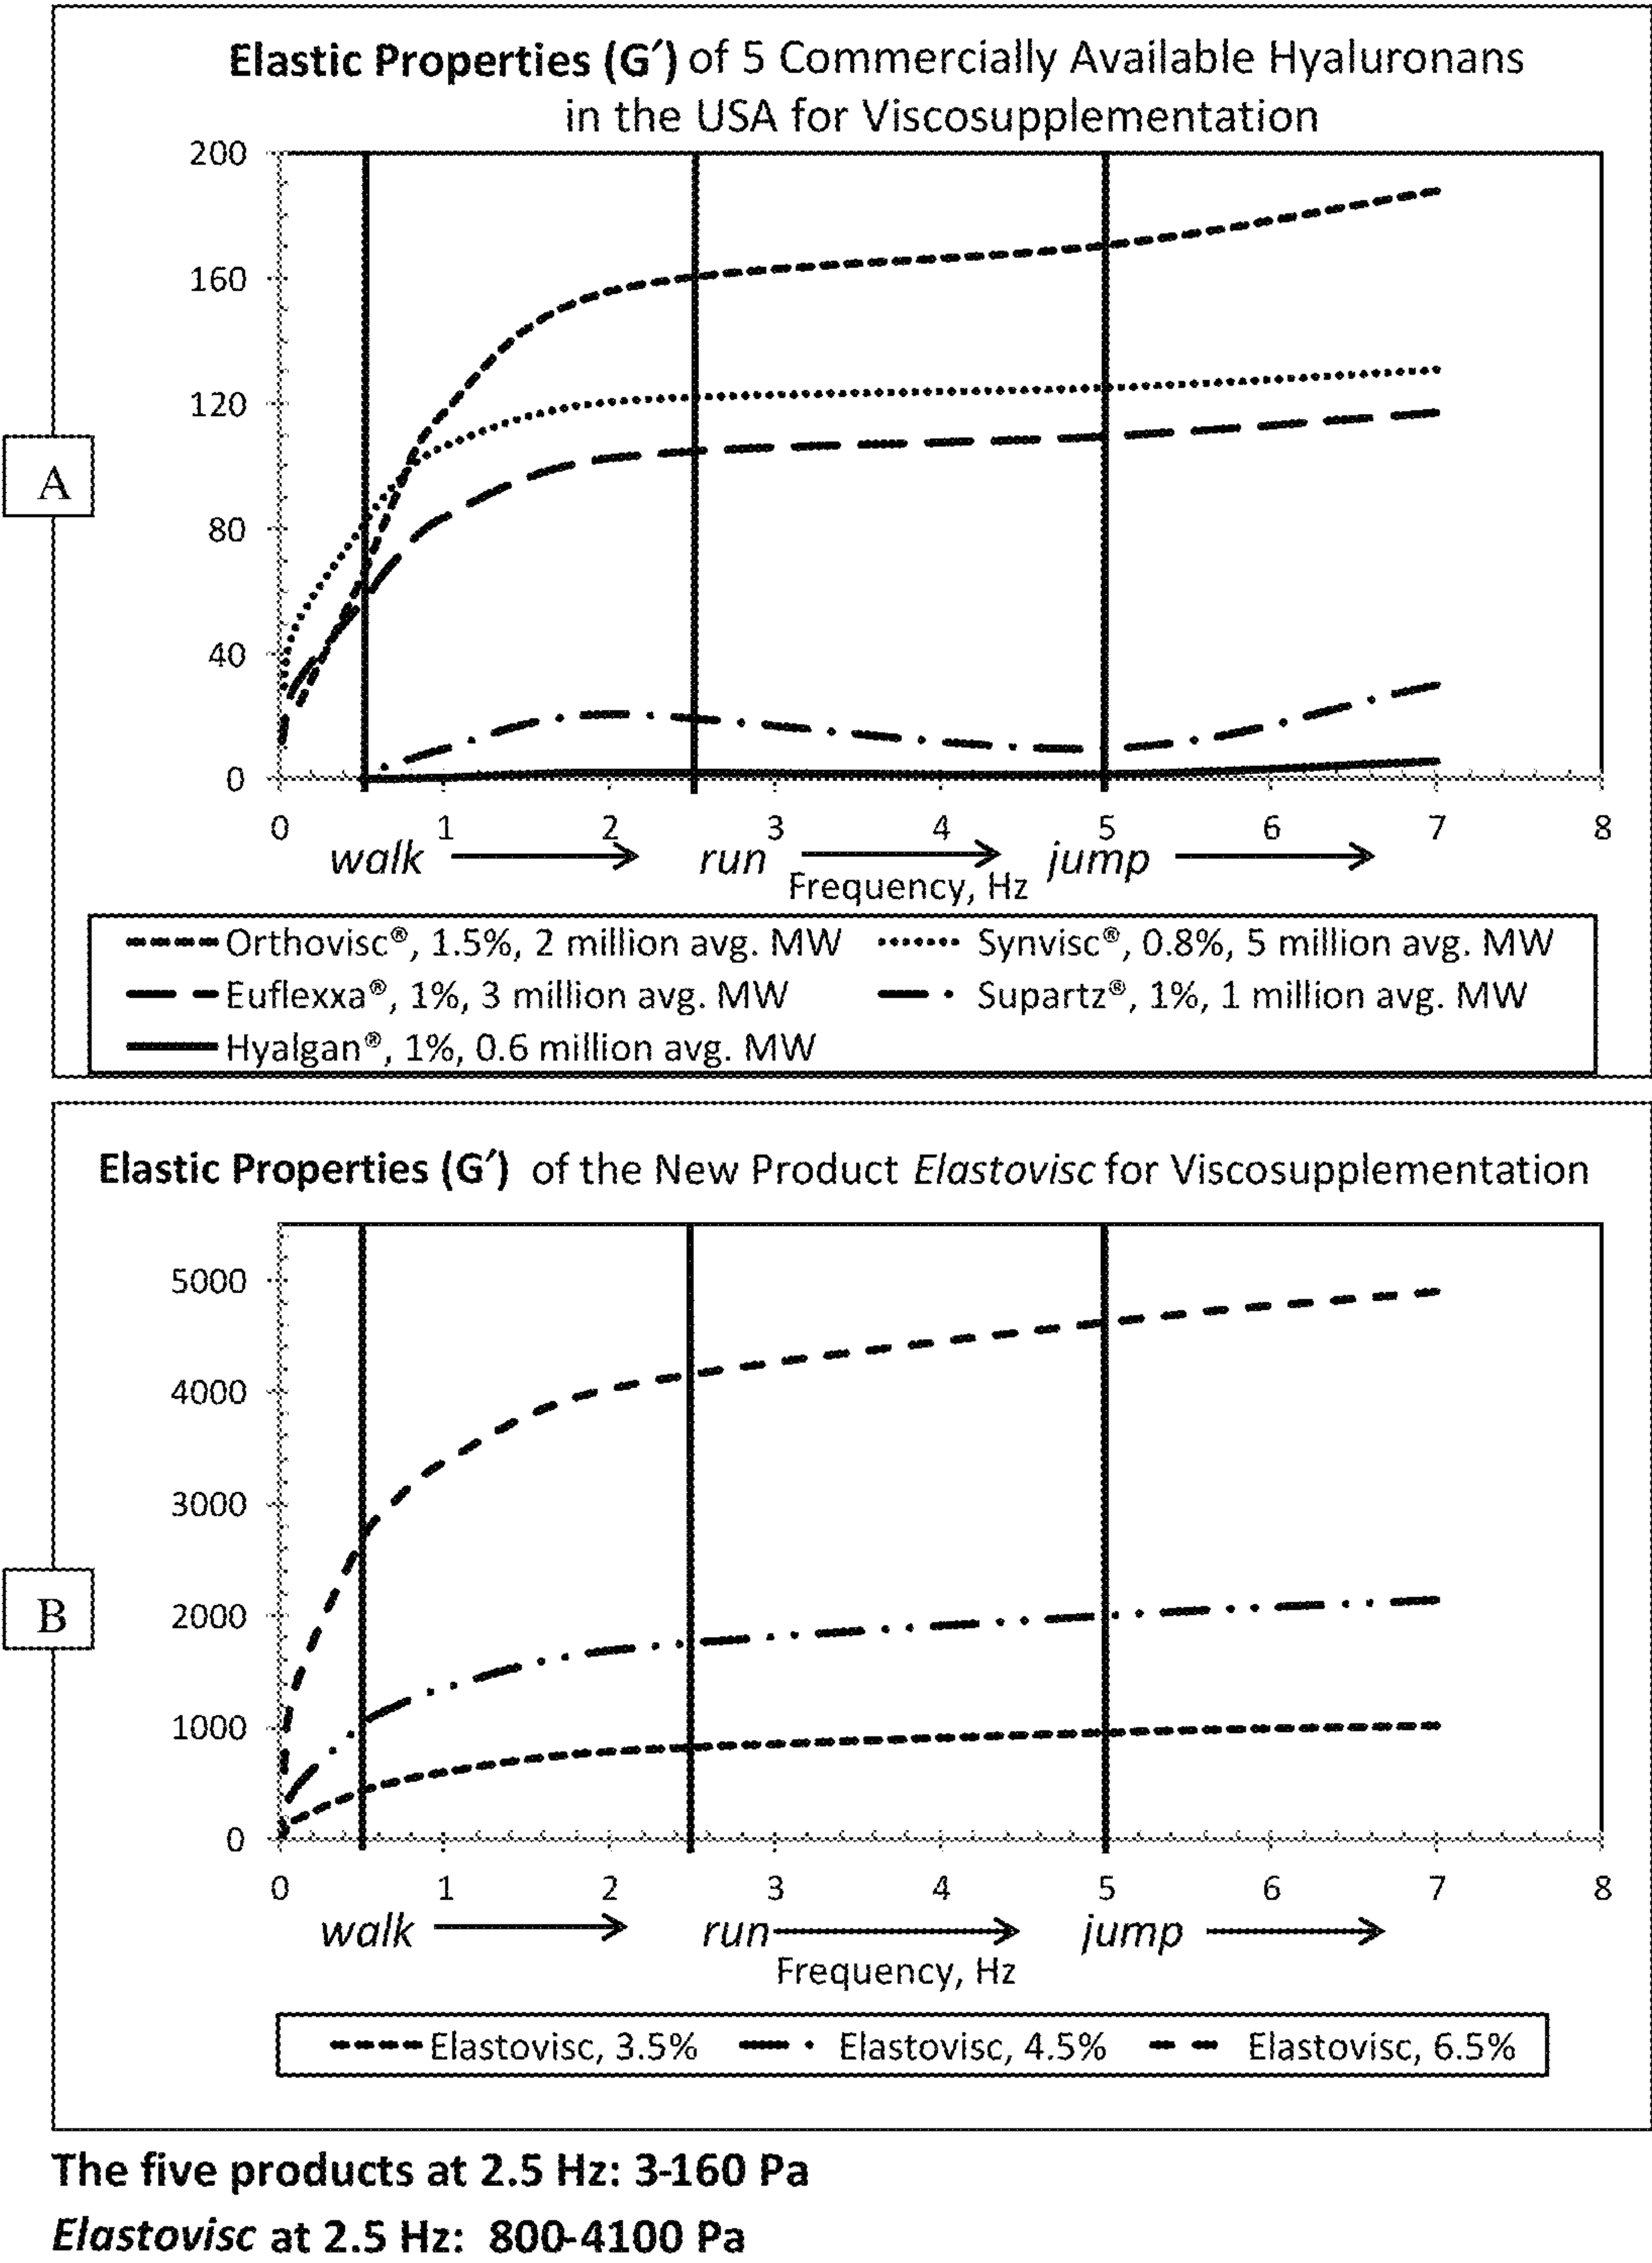 Elastic Properties (G′) of 5 Commercially Available Hyaluronans
in the USA for Viscosupplementation
200
160
120
80
40
0
A
0 1 2 3 4 5 6 7 8
walk run jump
Frequency, Hz
Orthovisc®, 1.5%, 2 million avg. MW Synvisc®, 0.8%, 5 million avg. MW
Euflexxa®, 1%, 3 million avg. MW Supartz®, 1%, 1 million avg. MW
Hyalgan®, 1%, 0.6 million avg. MW
Elastic Properties (G′) of the New Product Elastovisc for Viscosupplementation
5000
4000
3000
2000
1000
0
B
0 1 2 3 4 5 6 7 8
walk run jump
Frequency, Hz
Elastovisc, 3.5% Elastovisc, 4.5% Elastovisc, 6.5%
The five products at 2.5 Hz: 3-160 Pa
Elastovisc at 2.5 Hz: 800-4100 Pa